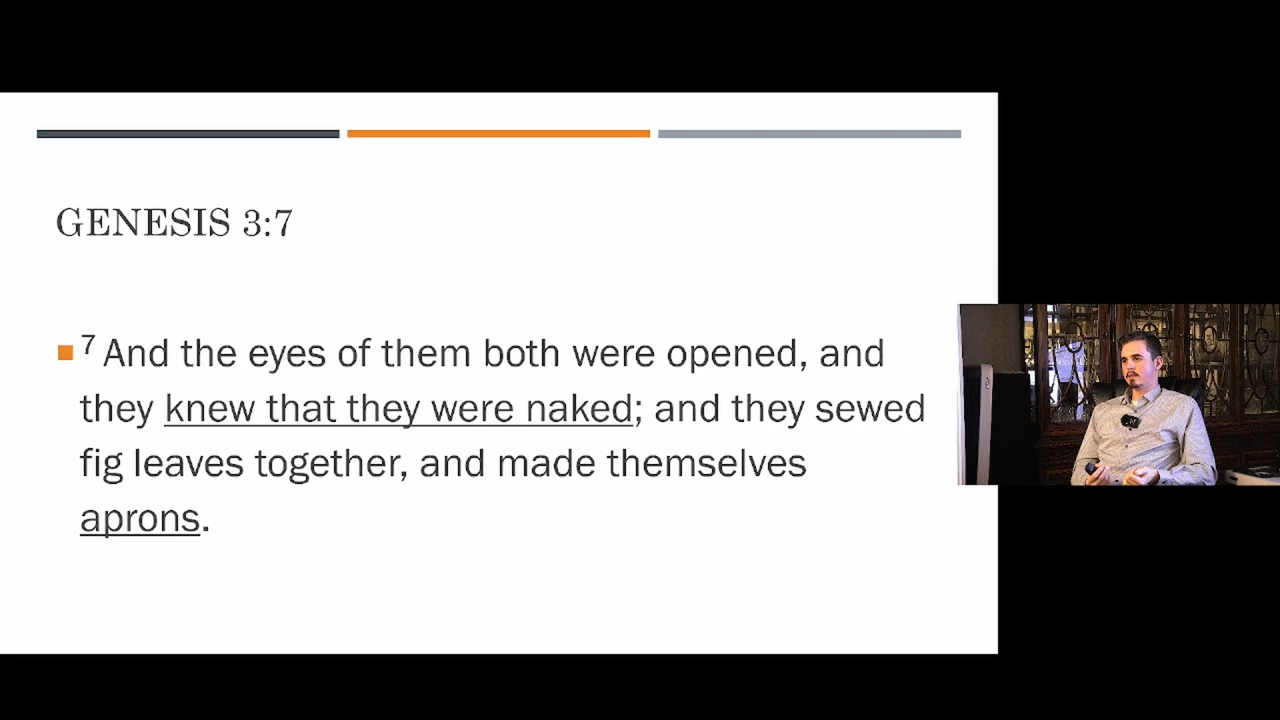 GENESIS 3:7
7 And the eyes of them both were opened, and
they knew that they were naked; and they sewed
fig leaves together, and made themselves
aprons.